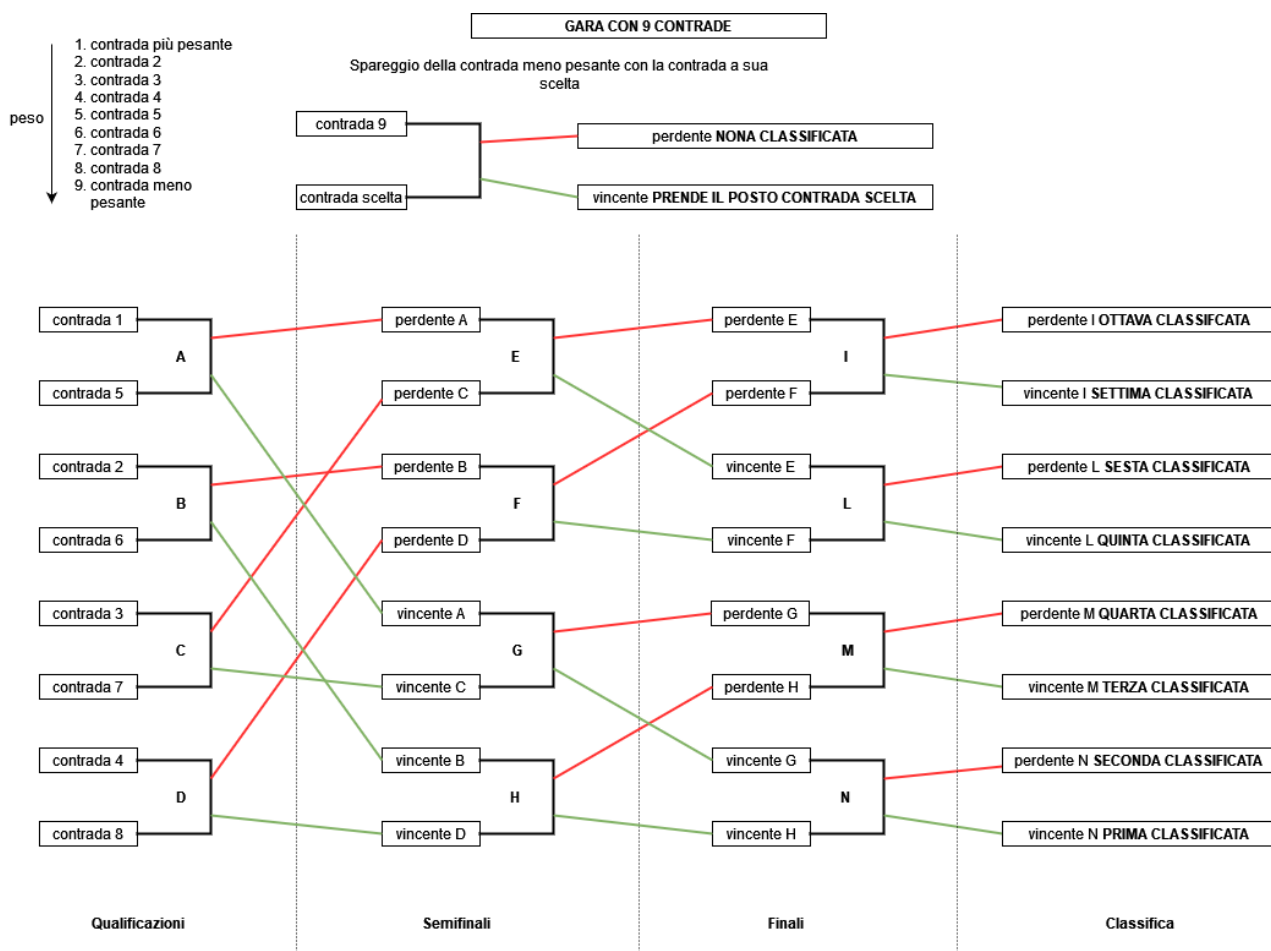 GARA CON 9 CONTRADE
1. contrada più pesante
2. contrada 2
3. contrada 3
4. contrada 4
5. contrada 5
6. contrada 6
7. contrada 7
8. contrada 8
9. contrada meno
pesante
peso
Spareggio della contrada meno pesante con la contrada a sua
scelta
contrada 9
perdente NONA CLASSIFICATA
contrada scelta
vincente PRENDE IL POSTO CONTRADA SCELTA
contrada 1
A
contrada 5
contrada 2
B
contrada 6
contrada 3
C
contrada 7
contrada 4
D
contrada 8
Qualificazioni
perdente A
E
perdente C
perdente B
F
perdente D
vincente A
G
vincente C
vincente B
H
vincente D
Semifinali
perdente E
I
perdente F
vincente E
L
vincente F
perdente G
M
perdente H
vincente G
N
vincente H
Finali
perdente I OTTAVA CLASSIFCATA
vincente I SETTIMA CLASSIFICATA
perdente L SESTA CLASSIFICATA
vincente L QUINTA CLASSIFICATA
perdente M QUARTA CLASSIFICATA
vincente M TERZA CLASSIFICATA
perdente N SECONDA CLASSIFICATA
vincente N PRIMA CLASSIFICATA
Classifica